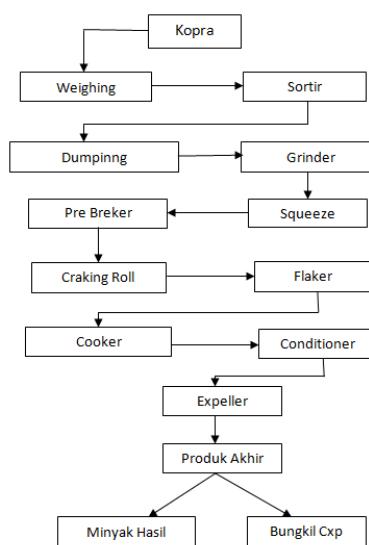 Kopra
Weighing
Sortir
Dumpinng
Grinder
Squeeze
Pre Breker
Craking Roll
Flaker
Cooker
Conditioner
Expeller
Produk Akhir
Minyak Hasil
Bungkil Cxp